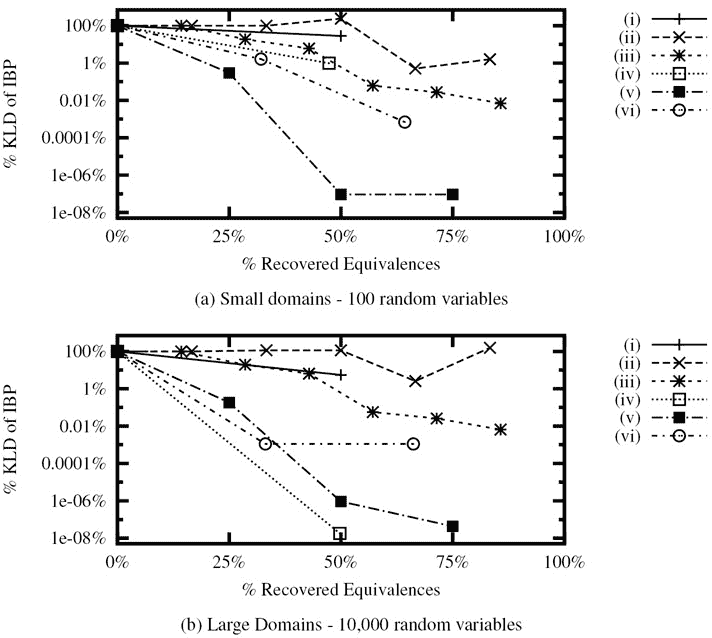 100%
1%
0.01%
0.0001%
1e-06%
1e-08%
% KLD of IBP
0% 25% 50% 75% 100%
% Recovered Equivalences
(i)
(ii)
(iii)
(iv)
(v)
(vi)
(a) Small domains - 100 random variables
100%
1%
0.01%
0.0001%
1e-06%
1e-08%
% KLD of IBP
0% 25% 50% 75% 100%
% Recovered Equivalences
(i)
(ii)
(iii)
(iv)
(v)
(vi)
(b) Large Domains - 10,000 random variables